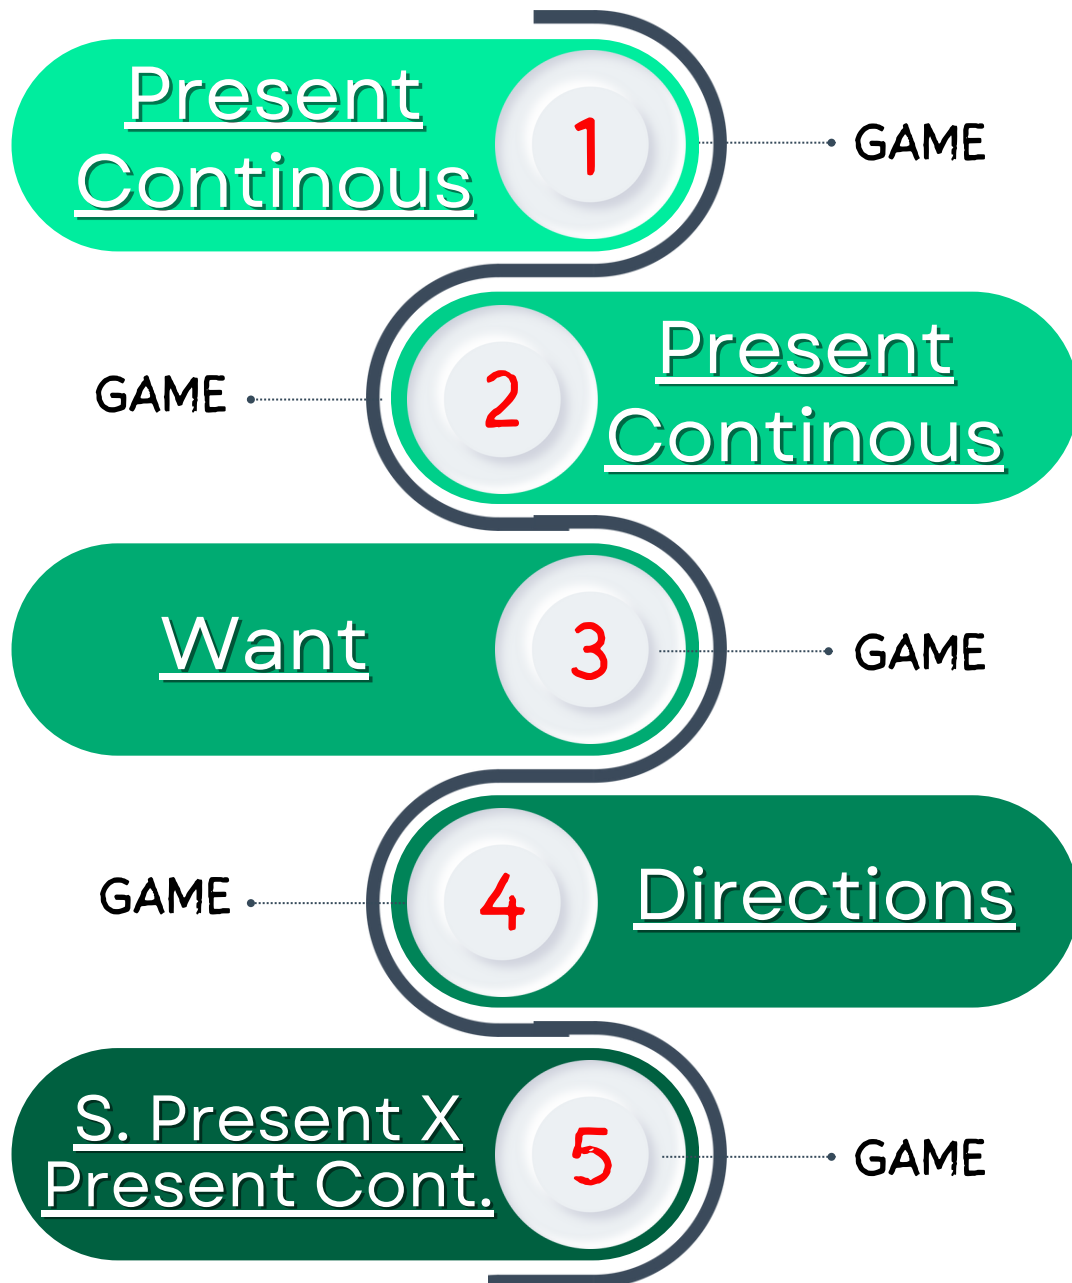 Present
Continous
1
GAME
GAME
2
Present
Continous
Want
3
GAME
GAME
4
Directions
S. Present X
Present Cont.
5
GAME